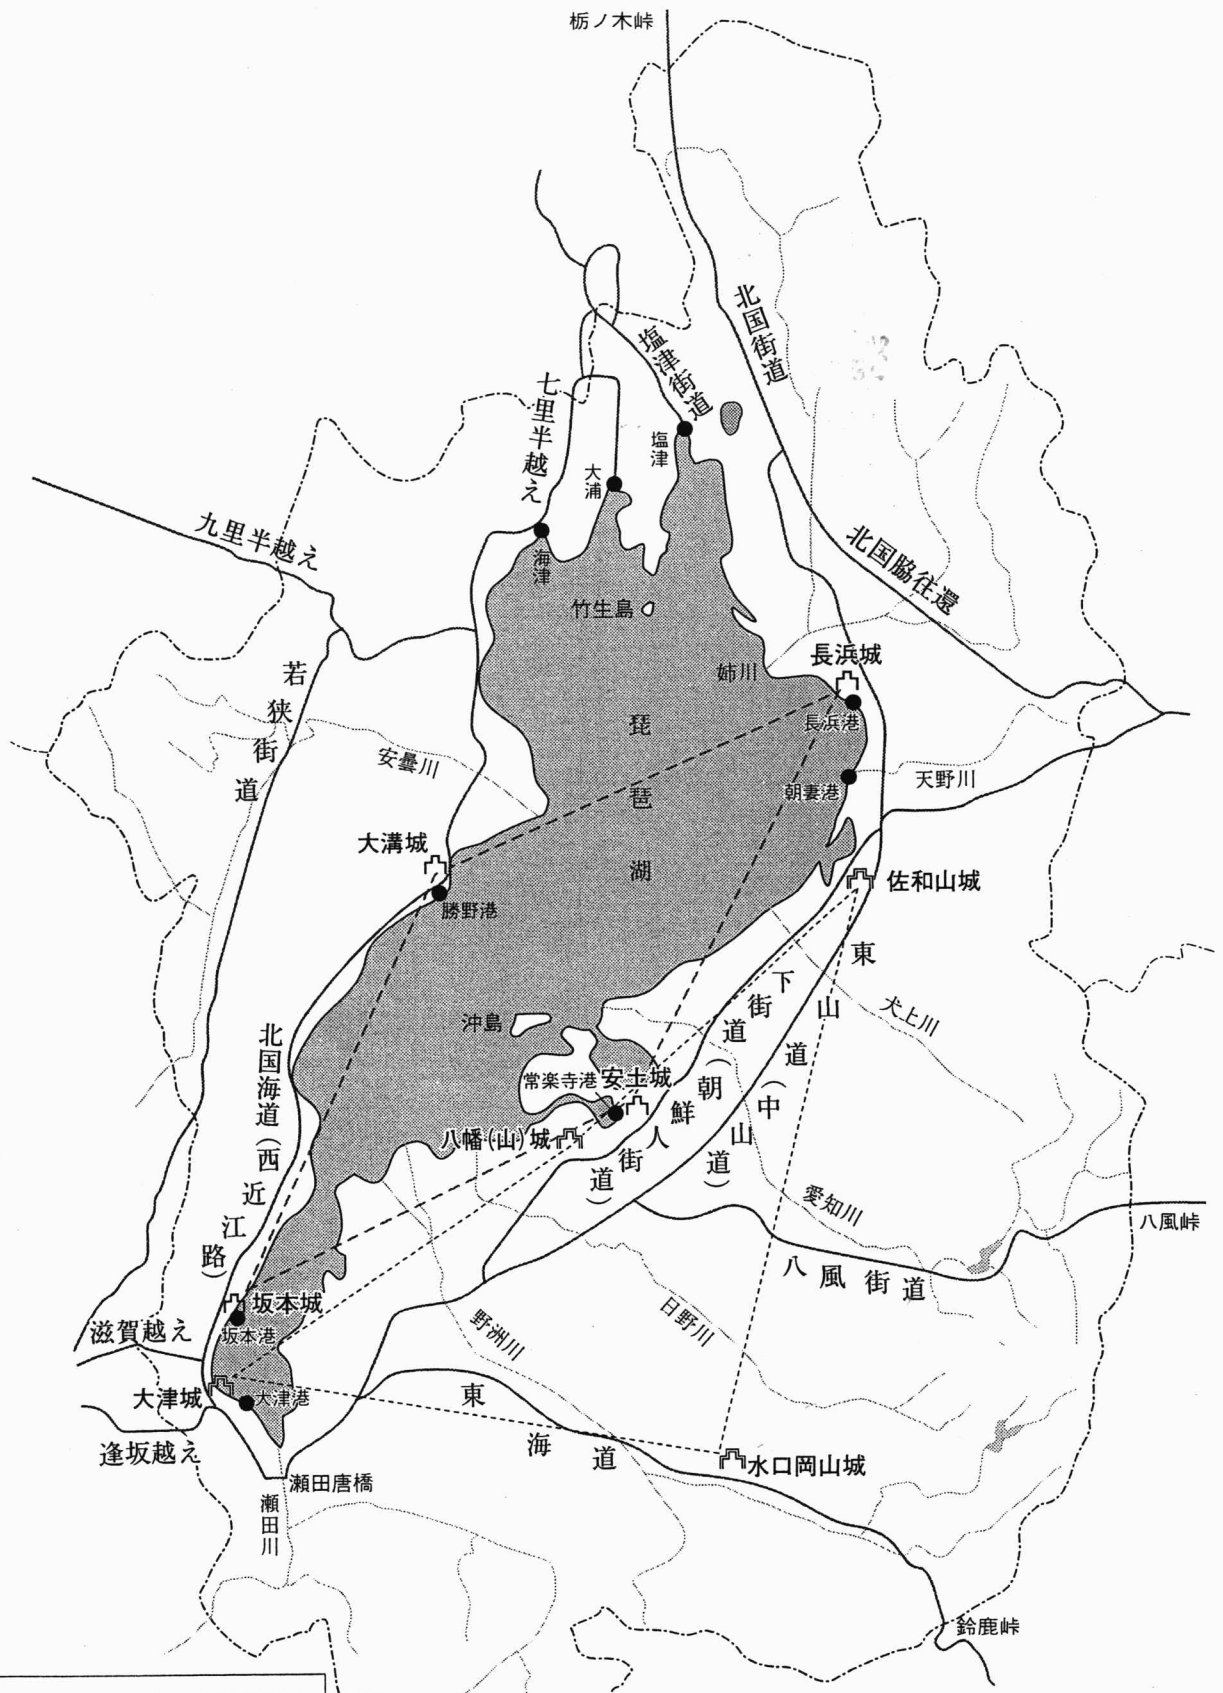 栃ノ木峠
北国街道
塩津街道
七里半越え
塩津
大浦
九里半越え
海津
北国脇往還
竹生島
若狭街道
姉川
長浜城
長浜港
琵琶湖
安曇川
朝妻港
天野川
大溝城
勝野港
佐和山城
東山道(中山道)
下街道(朝鮮人街道)
犬上川
沖島
北国海道(西近江路)
常楽寺港
安土城
八幡(山)城
愛知川
八風峠
八風街道
坂本城
坂本港
滋賀越え
野洲川
日野川
大津城
大津港
東海道
逢坂越え
水口岡山城
瀬田唐橋
瀬田川
鈴鹿峠